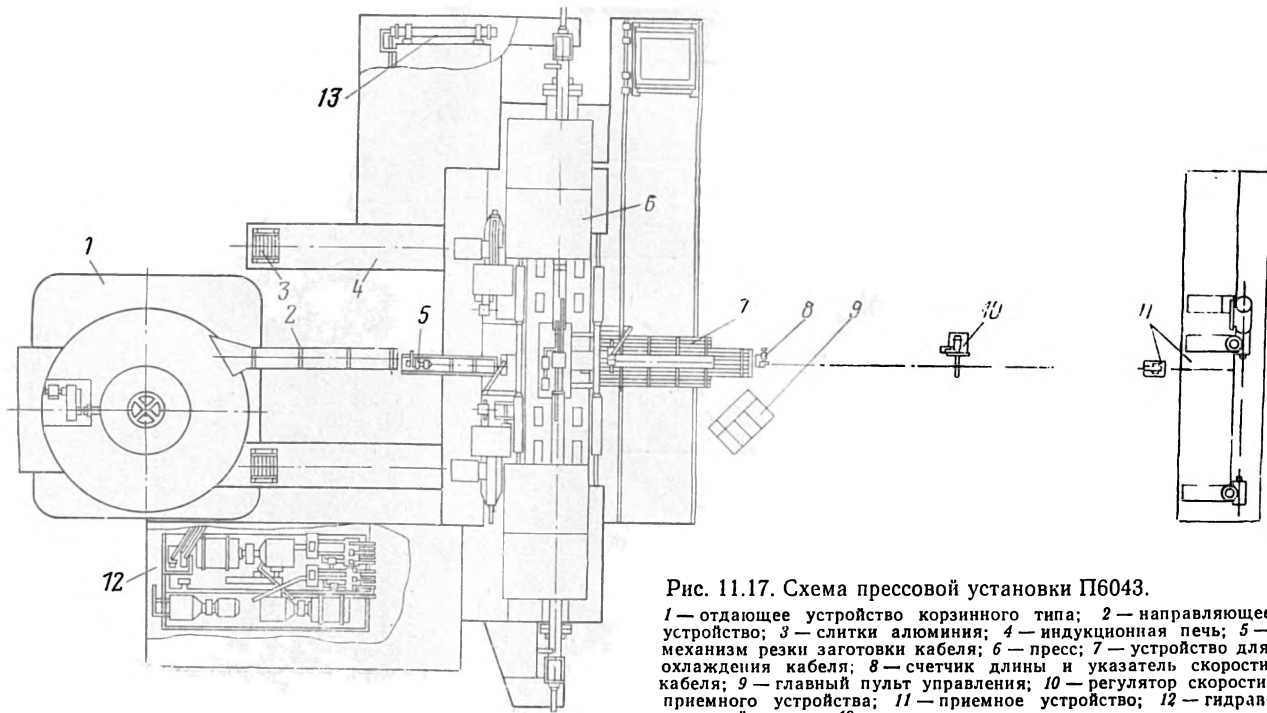 13
6
1
3
4
2
5
7
8
9
10
11
12
Рис. 11.17. Схема прессовой установки П6043.
1 — отдающее устройство корзинного типа; 2 — направляющее
устройство; 3 — слитки алюминия; 4 — индукционная печь; 5 —
механизм резки заготовки кабеля; 6 — пресс; 7 — устройство для
охлаждения кабеля; 8 — счетчик длины и указатель скорости
кабеля; 9 — главный пульт управления; 10 — регулятор скорости
приемного устройства; 11 — приемное устройство; 12 — гидрав-